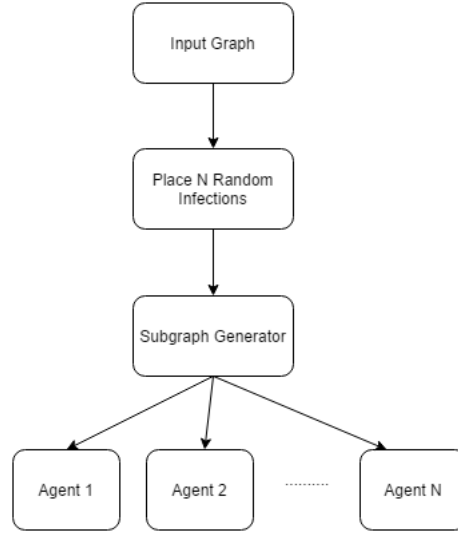 Input Graph
Place N Random
Infections
Subgraph Generator
Agent 1
Agent 2
..........
Agent N